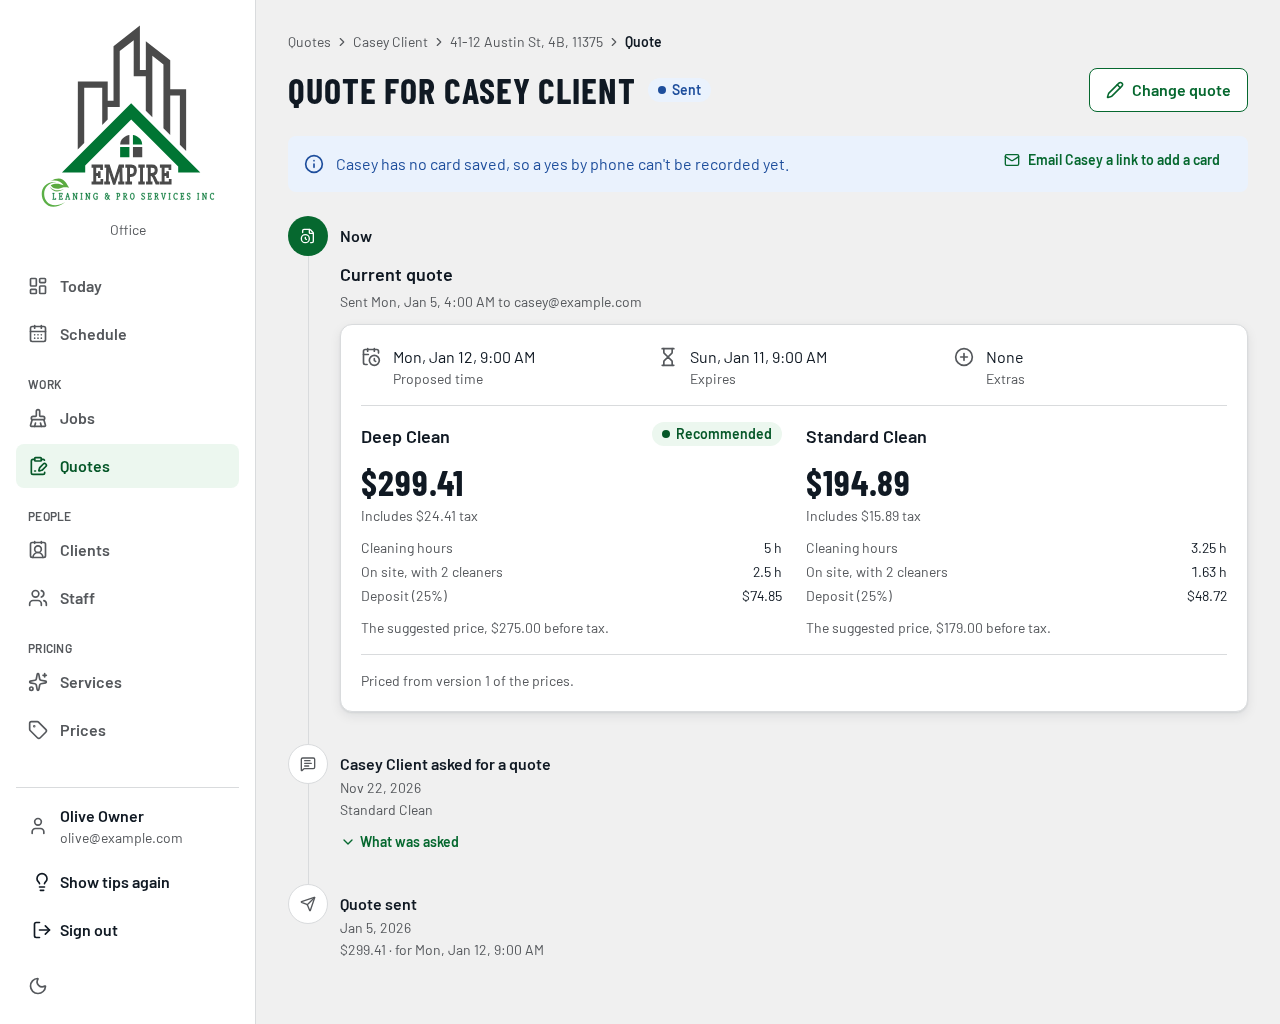 EMPIRE
LEANING & PRO SERVICES INC
Office
Today
Schedule
WORK
Jobs
Quotes
PEOPLE
Clients
Staff
PRICING
Services
Prices
Olive Owner
olive@example.com
Show tips again
Sign out
Quotes > Casey Client > 41-12 Austin St, 4B, 11375 > Quote
QUOTE FOR CASEY CLIENT
Sent
Change quote
Casey has no card saved, so a yes by phone can't be recorded yet.
Email Casey a link to add a card
Now
Current quote
Sent Mon, Jan 5, 4:00 AM to casey@example.com
Mon, Jan 12, 9:00 AM
Proposed time
Sun, Jan 11, 9:00 AM
Expires
None
Extras
Deep Clean
Recommended
$299.41
Includes $24.41 tax
Cleaning hours 5 h
On site, with 2 cleaners 2.5 h
Deposit (25%) $74.85
The suggested price, $275.00 before tax.
Standard Clean
$194.89
Includes $15.89 tax
Cleaning hours 3.25 h
On site, with 2 cleaners 1.63 h
Deposit (25%) $48.72
The suggested price, $179.00 before tax.
Priced from version 1 of the prices.
Casey Client asked for a quote
Nov 22, 2026
Standard Clean
What was asked
Quote sent
Jan 5, 2026
$299.41 · for Mon, Jan 12, 9:00 AM